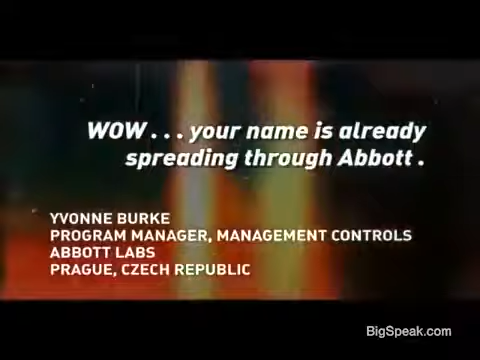 WOW . . . your name is already
spreading through Abbott .
YVONNE BURKE
PROGRAM MANAGER, MANAGEMENT CONTROLS
ABBOTT LABS
PRAGUE, CZECH REPUBLIC
BigSpeak.com